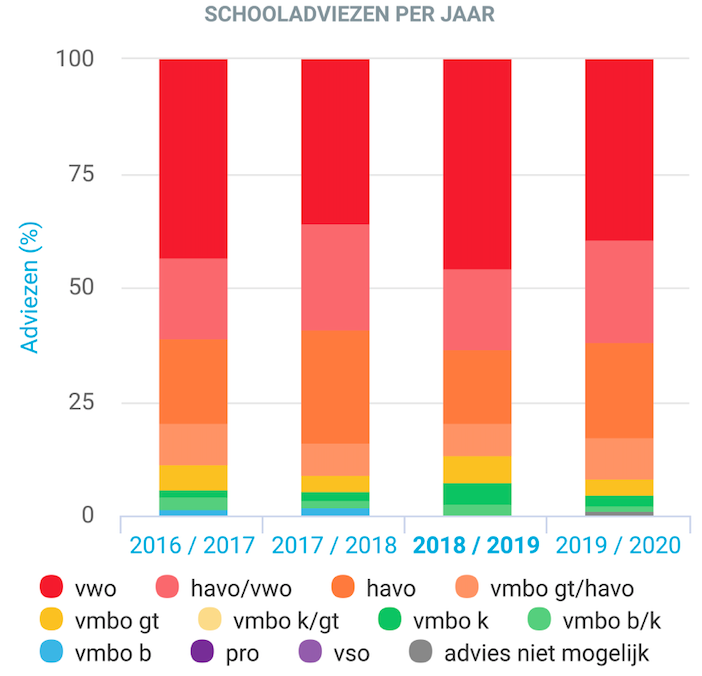 SCHOOLADVIEZEN PER JAAR
100
75
50
25
0
Adviezen (%)
2016 / 2017 2017 / 2018 2018 / 2019 2019 / 2020
vwo havo/vwo havo vmbo gt/havo
vmbo gt vmbo k/gt vmbo k vmbo b/k
vmbo b pro vso advies niet mogelijk